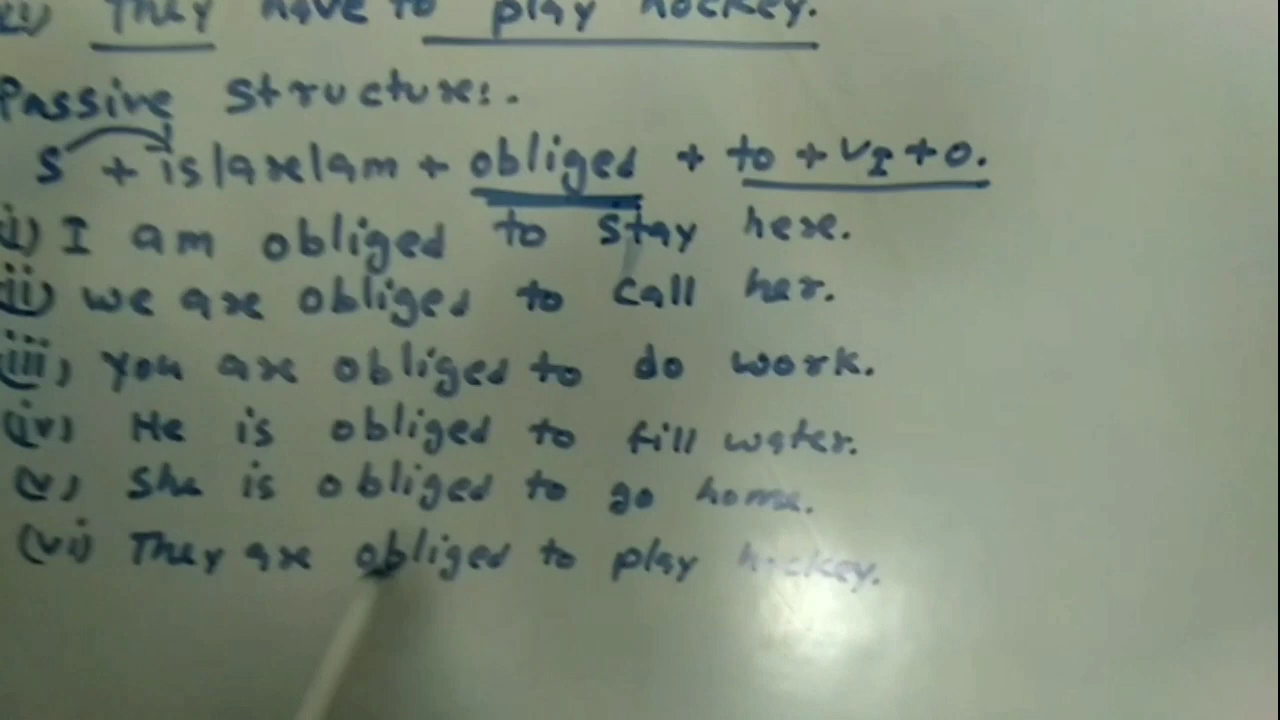 (vi) They have to play hockey.
Passive structure:.
S + is/are/am + obliged + to + VI + O.
(i) I am obliged to stay here.
(ii) we are obliged to call her.
(iii) You are obliged to do work.
(iv) He is obliged to fill water.
(v) She is obliged to go home.
(vi) They are obliged to play hockey.